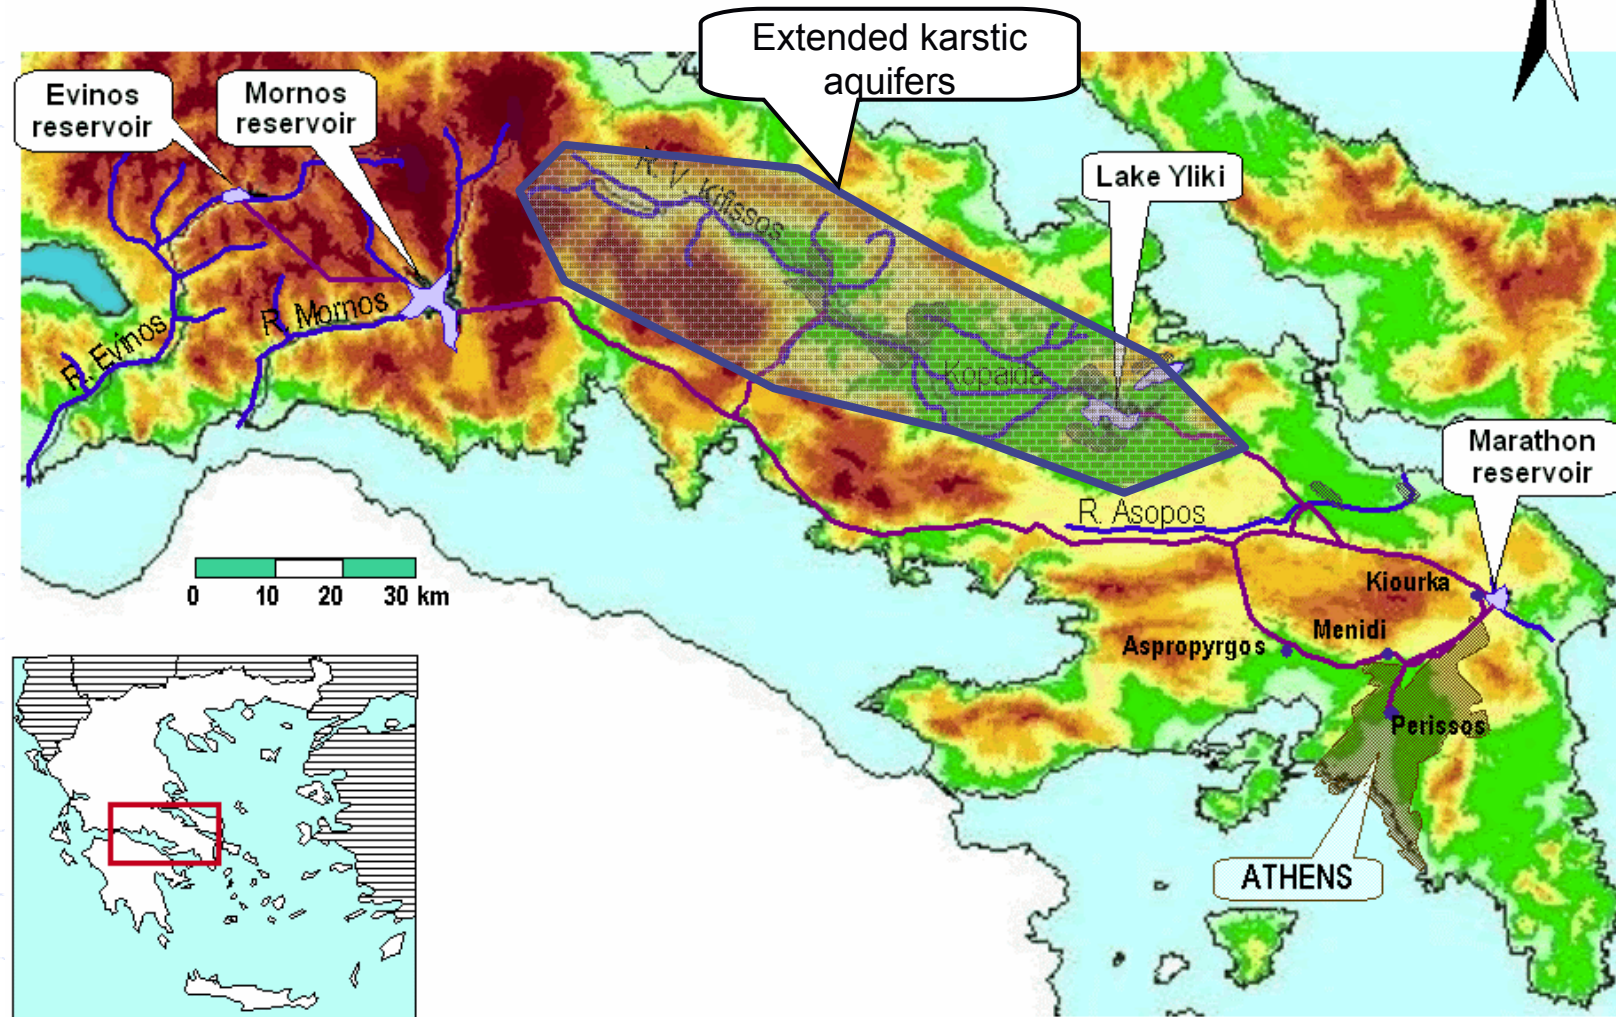 Extended karstic
aquifers
Evinos
reservoir
Mornos
reservoir
Lake Yliki
R. V. Kifissos
R. Mornos
R. Evinos
Kopaida
Marathon
reservoir
R. Asopos
0 10 20 30 km
Kiourka
Menidi
Aspropyrgos
Perissos
ATHENS